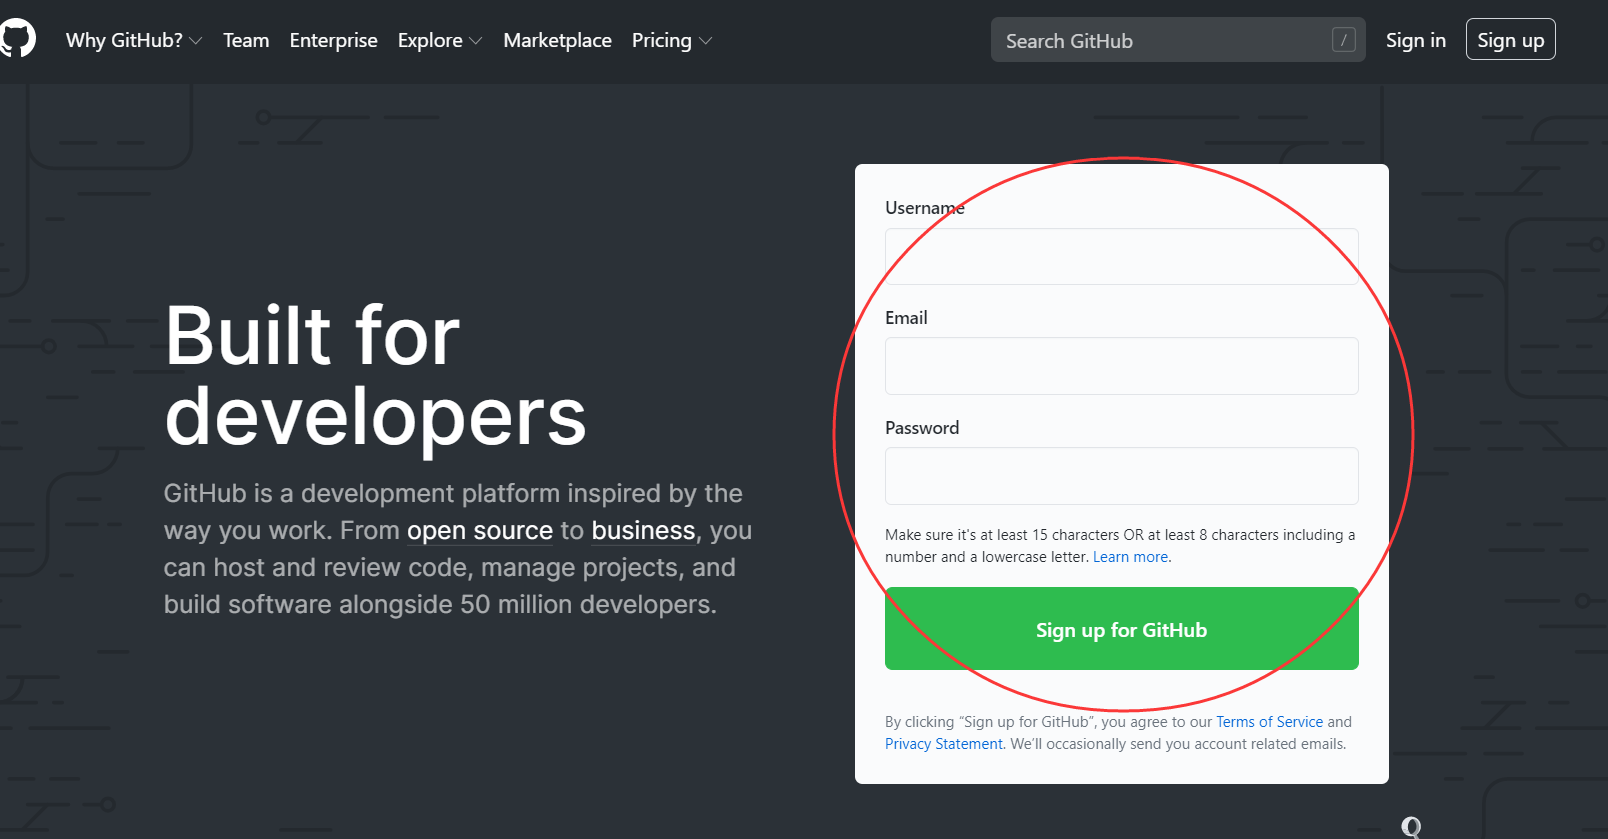 Why GitHub? Team Enterprise Explore Marketplace Pricing Search GitHub / Sign in Sign up
Username
Email
Password
Built for
developers
GitHub is a development platform inspired by the
way you work. From open source to business, you
can host and review code, manage projects, and
build software alongside 50 million developers.
Make sure it's at least 15 characters OR at least 8 characters including a
number and a lowercase letter. Learn more.
Sign up for GitHub
By clicking “Sign up for GitHub”, you agree to our Terms of Service and
Privacy Statement. We’ll occasionally send you account related emails.